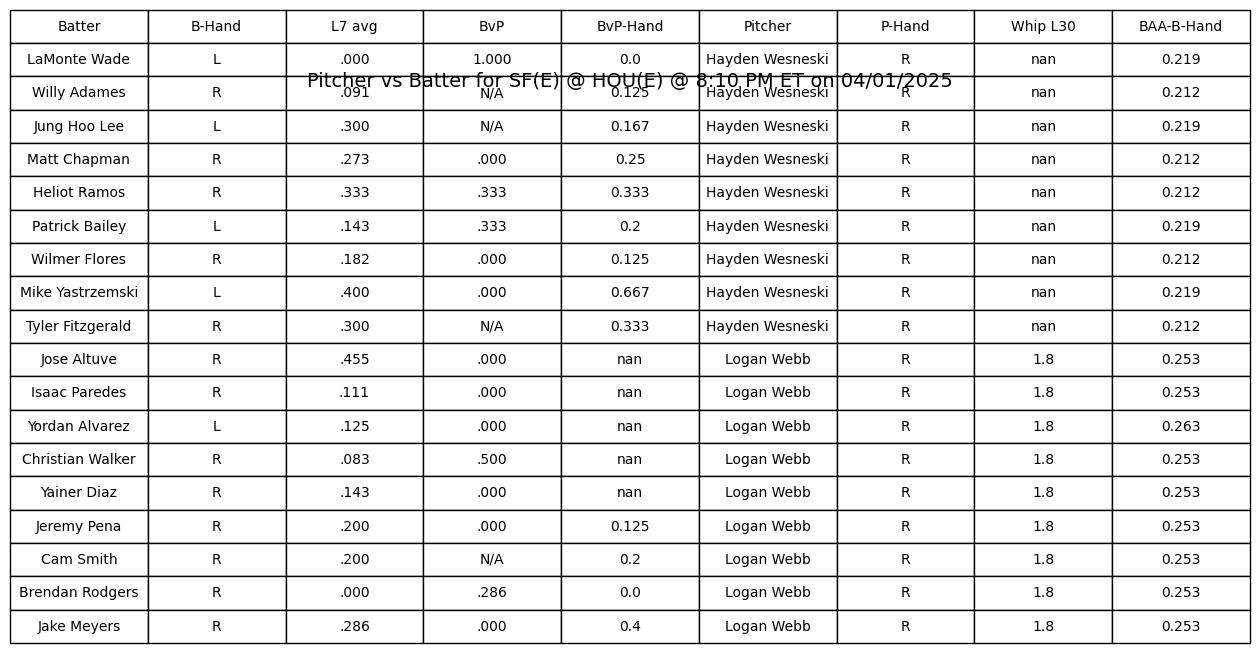 Batter B-Hand L7 avg BvP BvP-Hand Pitcher P-Hand Whip L30 BAA-B-Hand
LaMonte Wade L .000 1.000 0.0 Hayden Wesneski R nan 0.219
Pitcher vs Batter for SF(E) @ HOU(E) @ 8:10 PM ET on 04/01/2025
Willy Adames R .091 N/A 0.125 Hayden Wesneski R nan 0.212
Jung Hoo Lee L .300 N/A 0.167 Hayden Wesneski R nan 0.219
Matt Chapman R .273 .000 0.25 Hayden Wesneski R nan 0.212
Heliot Ramos R .333 .333 0.333 Hayden Wesneski R nan 0.212
Patrick Bailey L .143 .333 0.2 Hayden Wesneski R nan 0.219
Wilmer Flores R .182 .000 0.125 Hayden Wesneski R nan 0.212
Mike Yastrzemski L .400 .000 0.667 Hayden Wesneski R nan 0.219
Tyler Fitzgerald R .300 N/A 0.333 Hayden Wesneski R nan 0.212
Jose Altuve R .455 .000 nan Logan Webb R 1.8 0.253
Isaac Paredes R .111 .000 nan Logan Webb R 1.8 0.253
Yordan Alvarez L .125 .000 nan Logan Webb R 1.8 0.263
Christian Walker R .083 .500 nan Logan Webb R 1.8 0.253
Yainer Diaz R .143 .000 nan Logan Webb R 1.8 0.253
Jeremy Pena R .200 .000 0.125 Logan Webb R 1.8 0.253
Cam Smith R .200 N/A 0.2 Logan Webb R 1.8 0.253
Brendan Rodgers R .000 .286 0.0 Logan Webb R 1.8 0.253
Jake Meyers R .286 .000 0.4 Logan Webb R 1.8 0.253